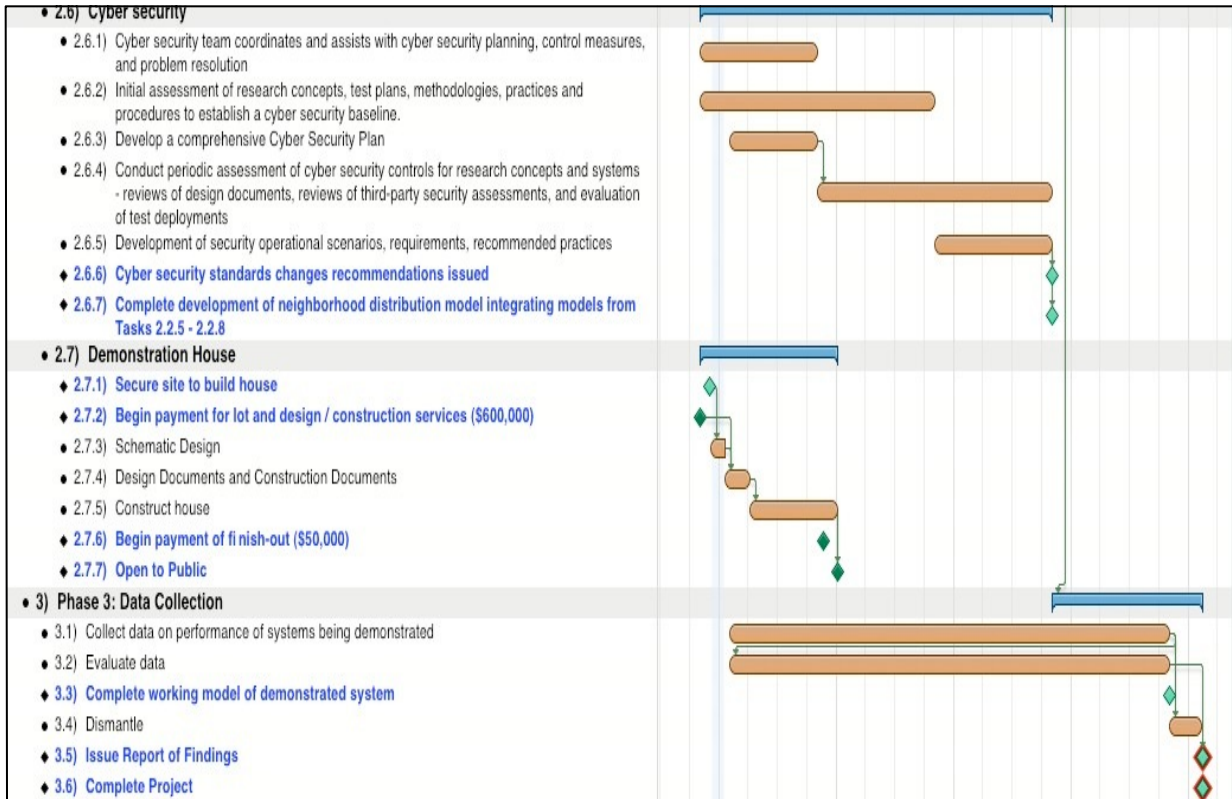 2.6) Cyber security
2.6.1) Cyber security team coordinates and assists with cyber security planning, control measures,
and problem resolution
2.6.2) Initial assessment of research concepts, test plans, methodologies, practices and
procedures to establish a cyber security baseline.
2.6.3) Develop a comprehensive Cyber Security Plan
2.6.4) Conduct periodic assessment of cyber security controls for research concepts and systems
- reviews of design documents, reviews of third-party security assessments, and evaluation
of test deployments
2.6.5) Development of security operational scenarios, requirements, recommended practices
2.6.6) Cyber security standards changes recommendations issued
2.6.7) Complete development of neighborhood distribution model integrating models from
Tasks 2.2.5 - 2.2.8
2.7) Demonstration House
2.7.1) Secure site to build house
2.7.2) Begin payment for lot and design / construction services ($600,000)
2.7.3) Schematic Design
2.7.4) Design Documents and Construction Documents
2.7.5) Construct house
2.7.6) Begin payment of fi nish-out ($50,000)
2.7.7) Open to Public
3) Phase 3: Data Collection
3.1) Collect data on performance of systems being demonstrated
3.2) Evaluate data
3.3) Complete working model of demonstrated system
3.4) Dismantle
3.5) Issue Report of Findings
3.6) Complete Project